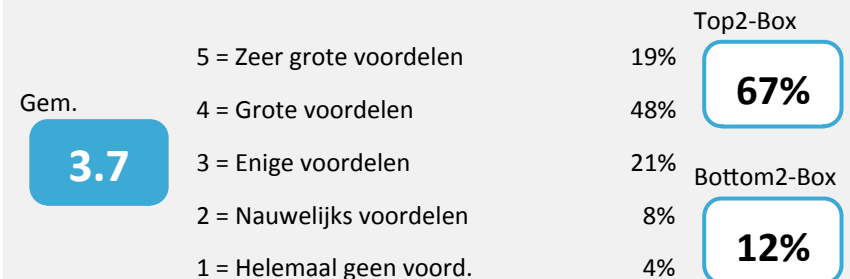 Top2-Box
5 = Zeer grote voordelen 19%
67%
Gem.
4 = Grote voordelen 48%
3.7
3 = Enige voordelen 21%
Bottom2-Box
2 = Nauwelijks voordelen 8%
12%
1 = Helemaal geen voord. 4%